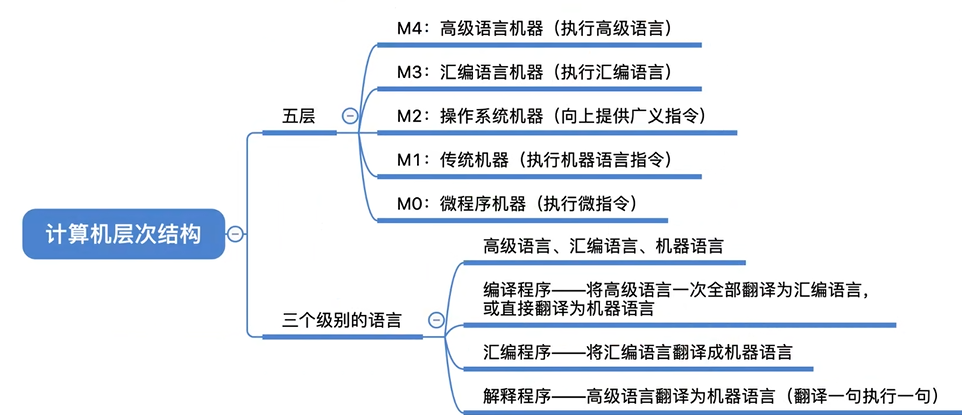 M4：高级语言机器（执行高级语言）
M3：汇编语言机器（执行汇编语言）
五层
M2：操作系统机器（向上提供广义指令）
M1：传统机器（执行机器语言指令）
M0：微程序机器（执行微指令）
计算机层次结构
高级语言、汇编语言、机器语言
编译程序——将高级语言一次全部翻译为汇编语言，
或直接翻译为机器语言
三个级别的语言
汇编程序——将汇编语言翻译成机器语言
解释程序——高级语言翻译为机器语言（翻译一句执行一句）